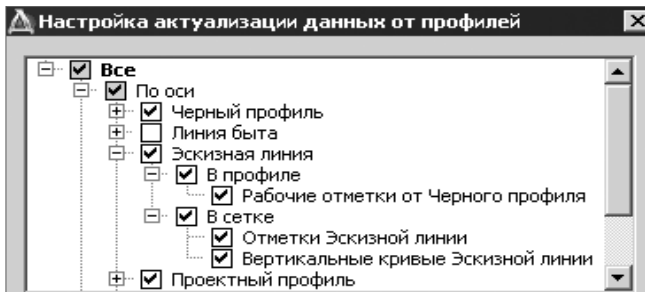 Настройка актуализации данных от профилей
Все
По оси
Черный профиль
Линия быта
Эскизная линия
В профиле
Рабочие отметки от Черного профиля
В сетке
Отметки Эскизной линии
Вертикальные кривые Эскизной линии
Проектный профиль